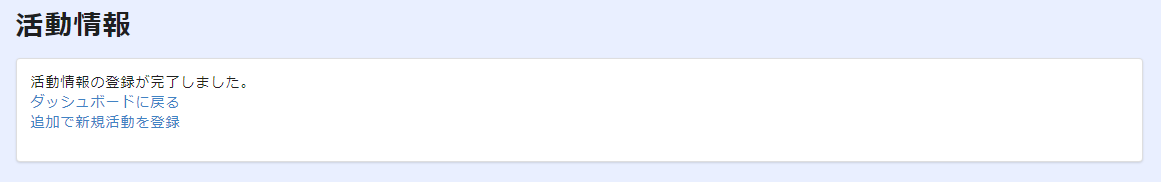 活動情報
活動情報の登録が完了しました。
ダッシュボードに戻る
追加で新規活動を登録